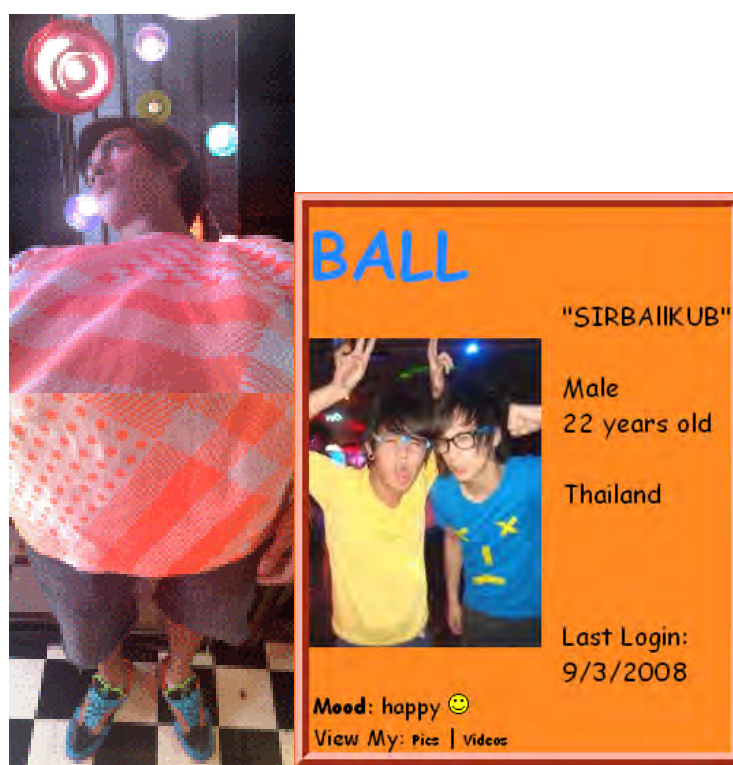 BALL
"SIRBAllKUB"
Male
22 years old
Thailand
Last Login:
9/3/2008
Mood: happy
View My: Pics | Videos